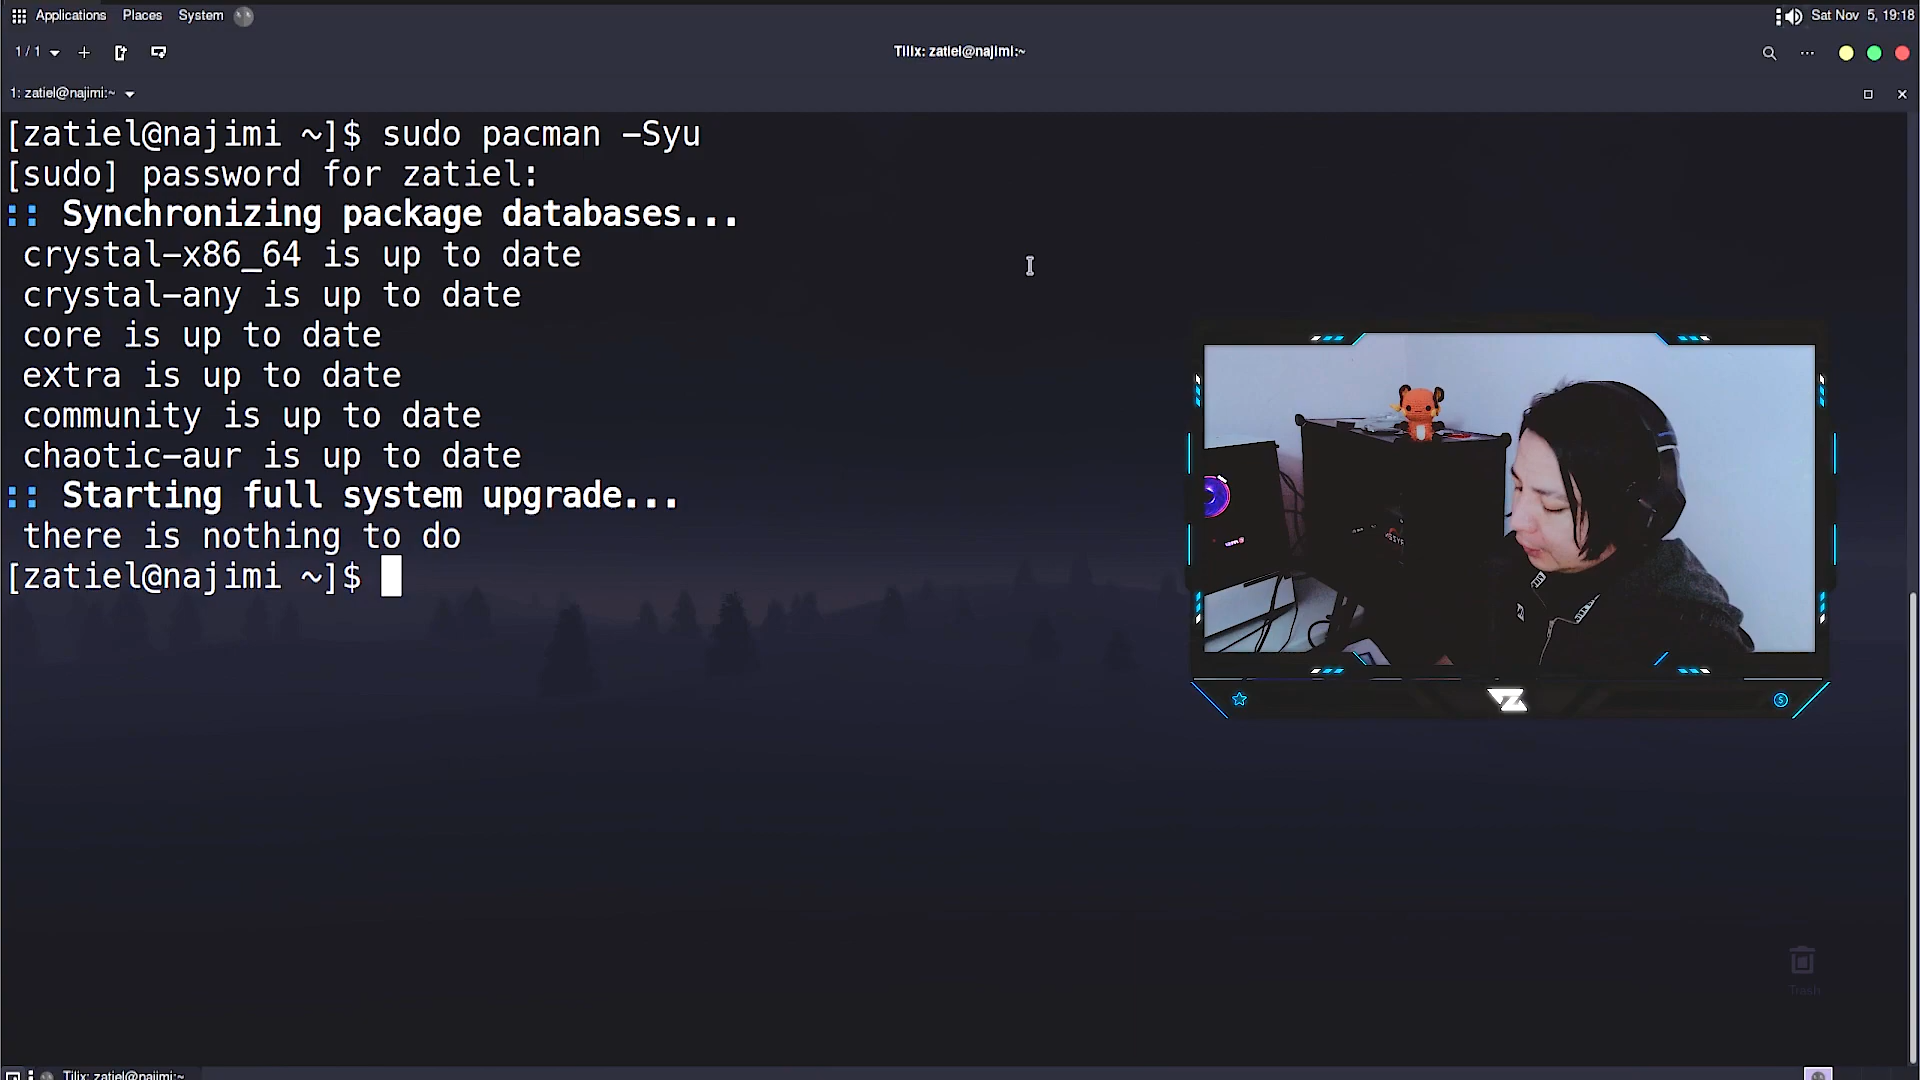 Applications Places System
Sat Nov 5, 19:18
1 / 1
Tilix: zatiel@najimi:~
1: zatiel@najimi:~
[zatiel@najimi ~]$ sudo pacman -Syu
[sudo] password for zatiel:
:: Synchronizing package databases...
crystal-x86_64 is up to date
crystal-any is up to date
core is up to date
extra is up to date
community is up to date
chaotic-aur is up to date
:: Starting full system upgrade...
there is nothing to do
[zatiel@najimi ~]$
Trash
Tilix: zatiel@najimi:~